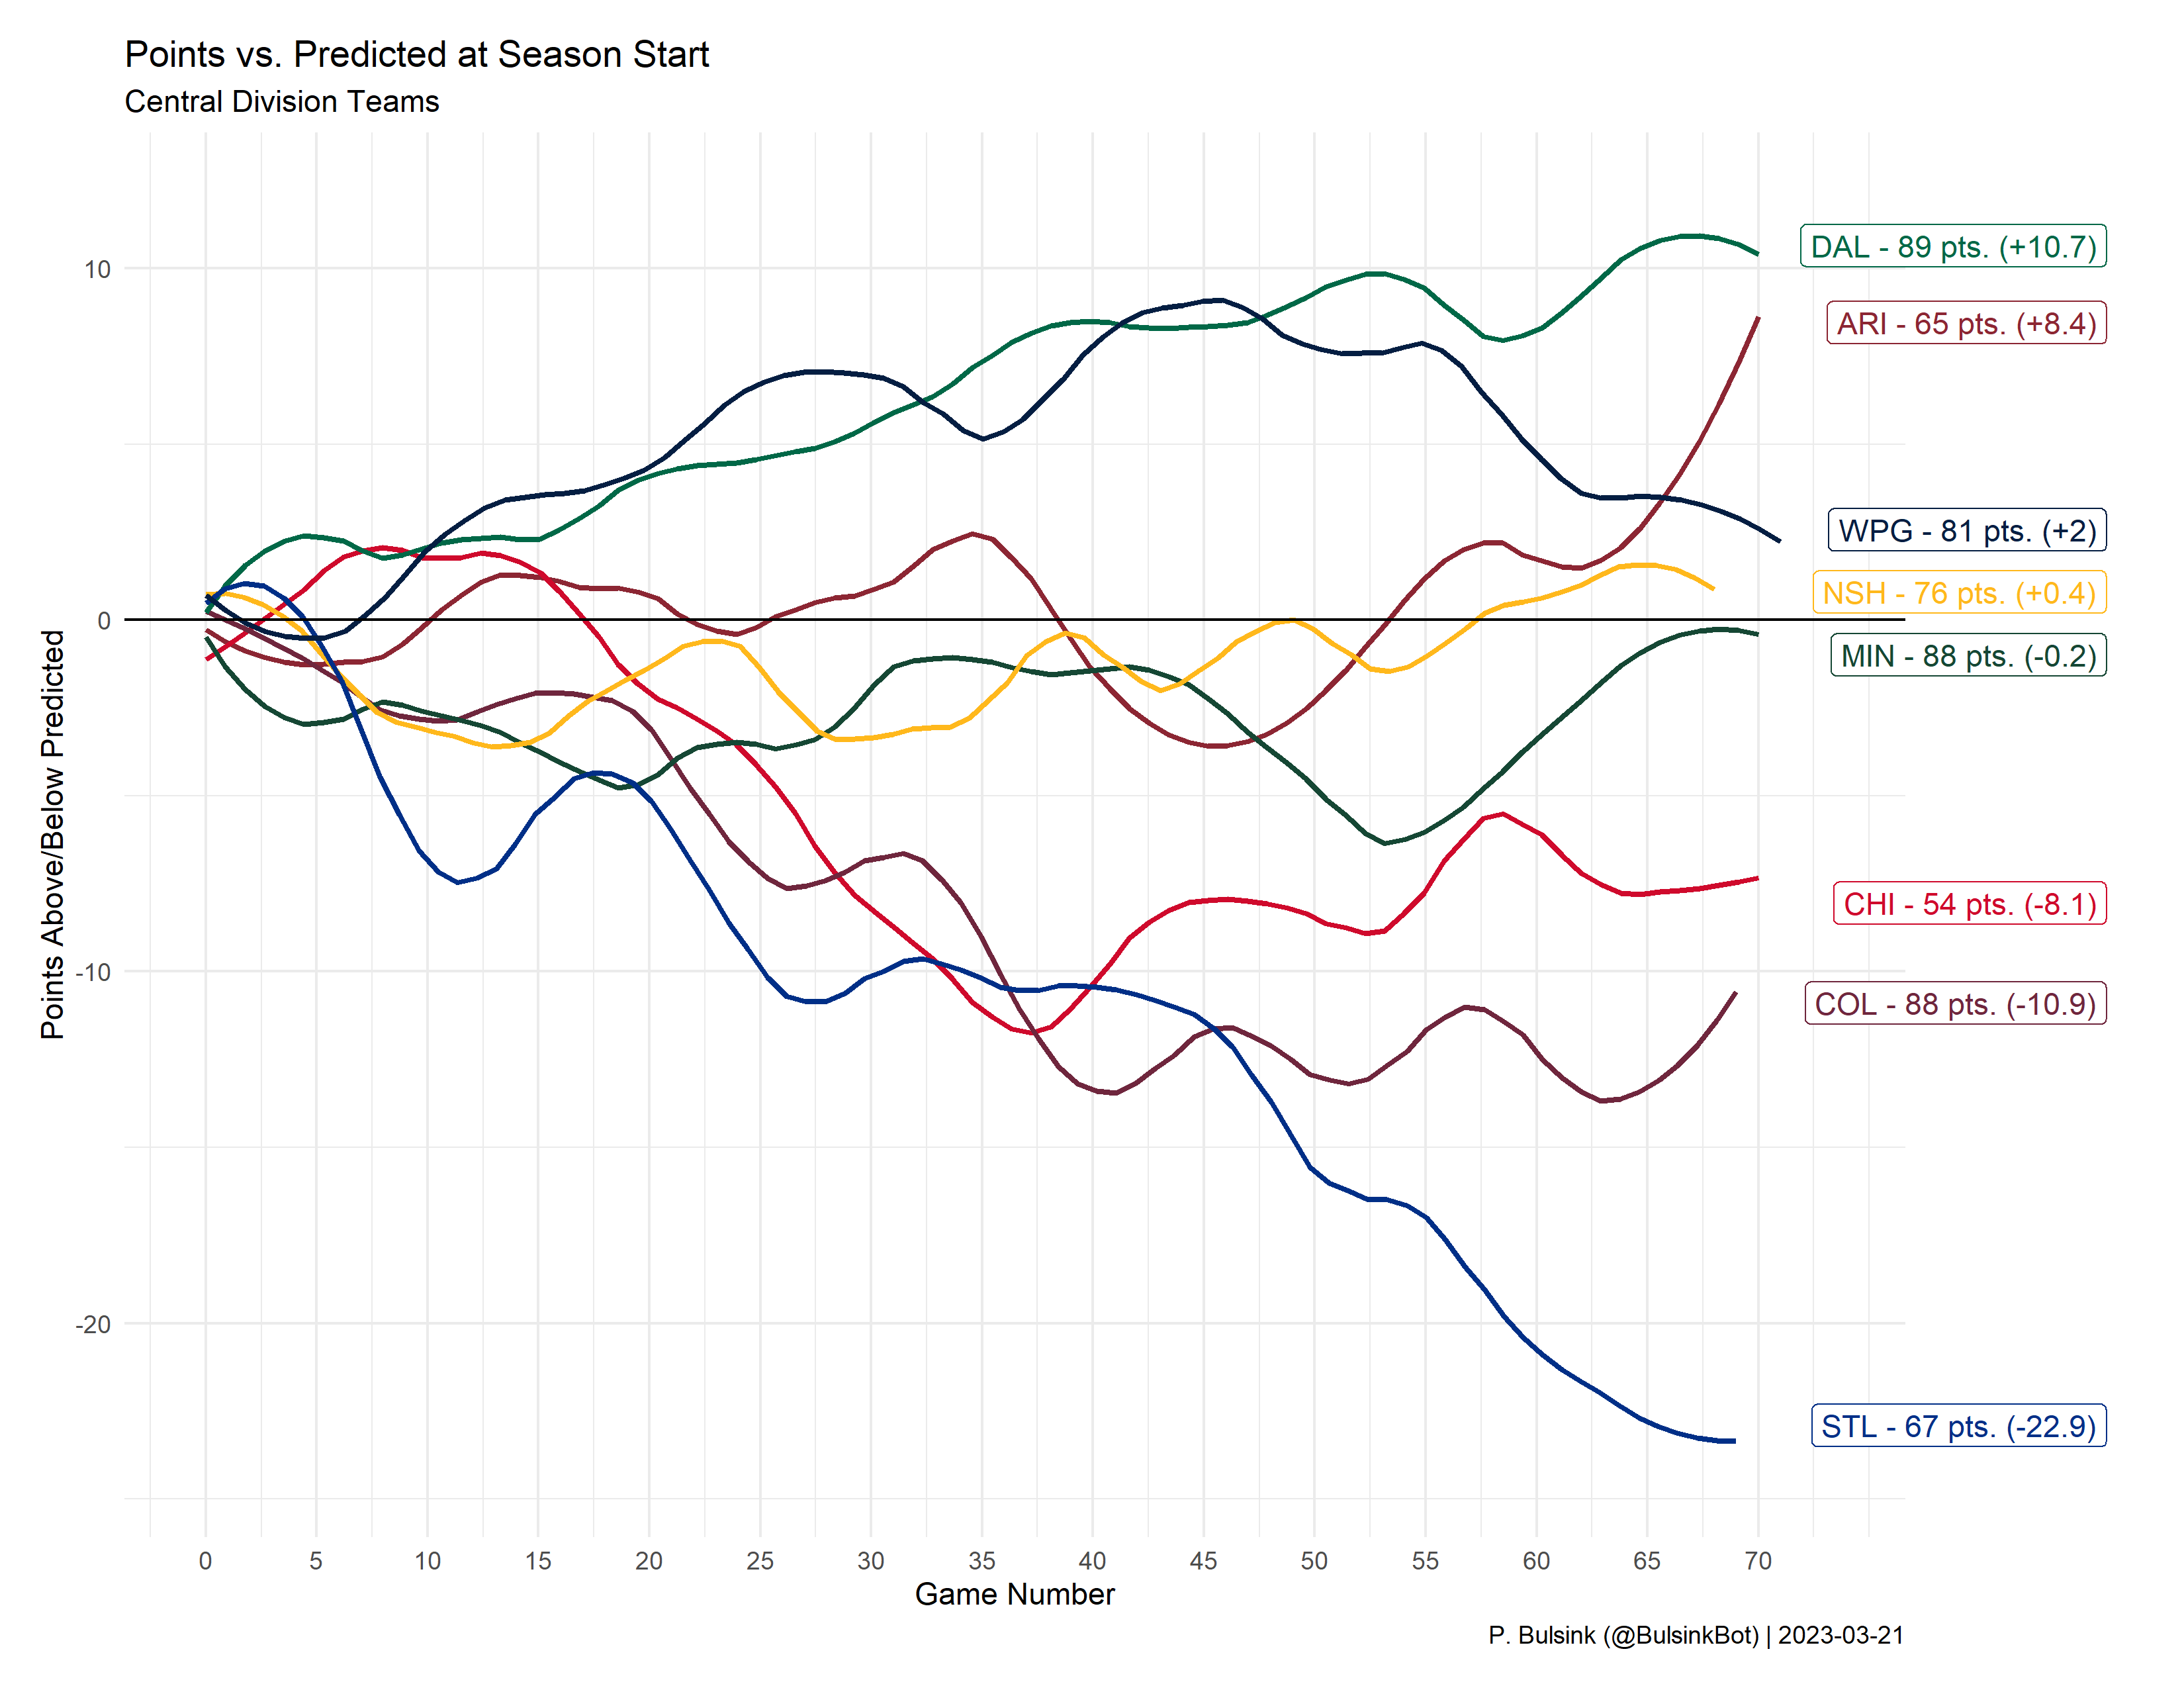 Points vs. Predicted at Season Start
Central Division Teams
Points Above/Below Predicted
10
0
-10
-20
DAL - 89 pts. (+10.7)
ARI - 65 pts. (+8.4)
WPG - 81 pts. (+2)
NSH - 76 pts. (+0.4)
MIN - 88 pts. (-0.2)
CHI - 54 pts. (-8.1)
COL - 88 pts. (-10.9)
STL - 67 pts. (-22.9)
0 5 10 15 20 25 30 35 40 45 50 55 60 65 70
Game Number
P. Bulsink (@BulsinkBot) | 2023-03-21